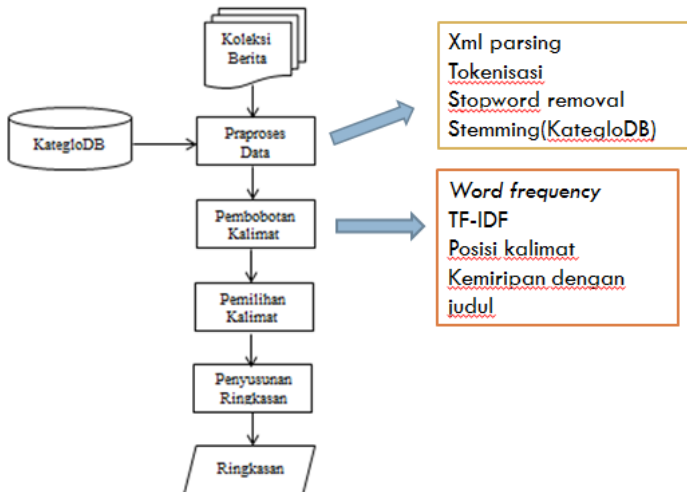 Koleksi
Berita
KategloDB
Praproses
Data
Xml parsing
Tokenisasi
Stopword removal
Stemming(KategloDB)
Pembobotan
Kalimat
Word frequency
TF-IDF
Posisi kalimat
Kemiripan dengan
judul
Pemilihan
Kalimat
Penyusunan
Ringkasan
Ringkasan